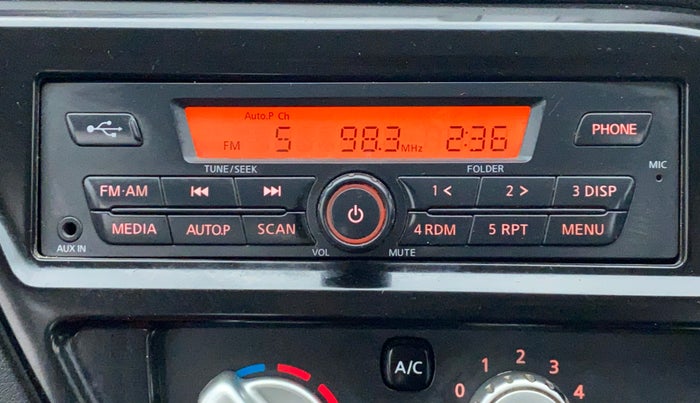 Auto.P Ch
FM 5 98.3 MHz 2:36
PHONE
TUNE/SEEK FOLDER MIC
FM·AM 1 < 2 > 3 DISP
MEDIA AUTO.P SCAN 4 RDM 5 RPT MENU
AUX IN VOL MUTE
A/C 0 1 2 3 4